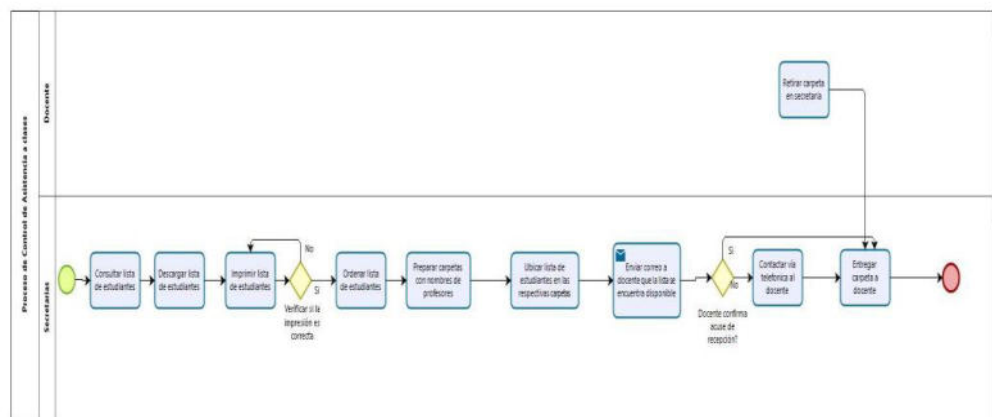 Proceso de Control de Asistencia a clases
Docente
Retirar carpeta
en secretaría
Secretarias
Consultar lista
de estudiantes
Descargar lista
de estudiantes
Imprimir lista
de estudiantes
No
Si
Verificar si la
impresión es
correcta
Ordenar lista
de estudiantes
Preparar carpetas
con nombres de
profesores
Ubicar lista de
estudiantes en las
respectivas carpetas
Enviar correo a
docente que la lista se
encuentro disponible
Si
No
Docente confirma
acuse de
recepción?
Contactar vía
telefonica al
docente
Entregar
carpeta a
docente